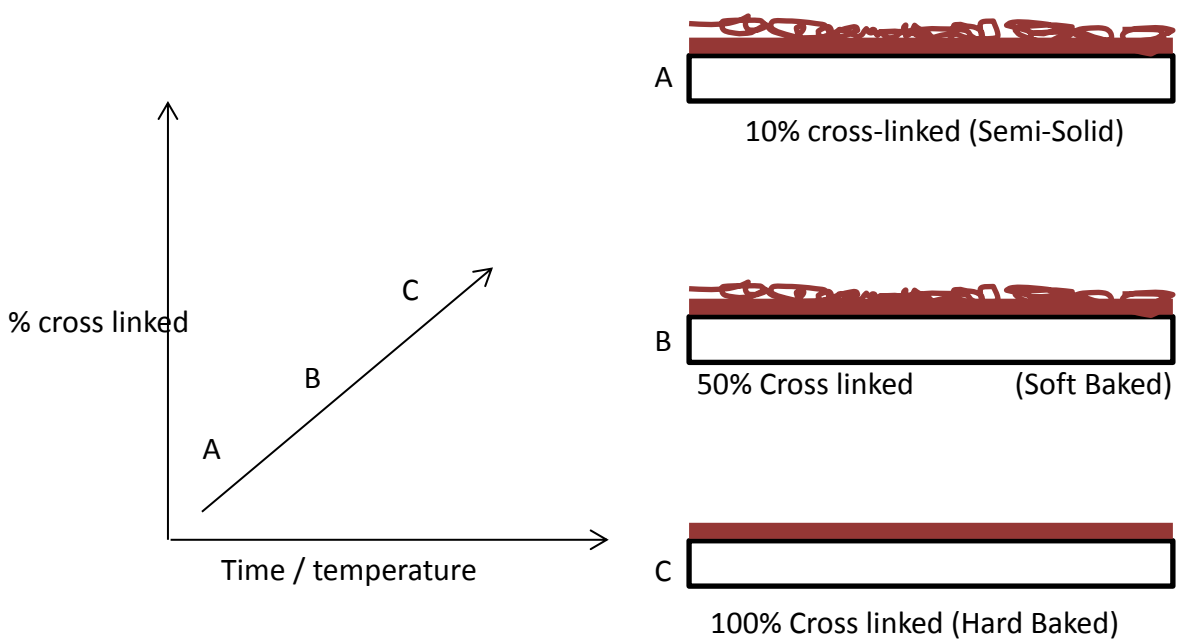 A
10% cross-linked (Semi-Solid)
C
% cross linked
B
A
Time / temperature
B
50% Cross linked (Soft Baked)
C
100% Cross linked (Hard Baked)